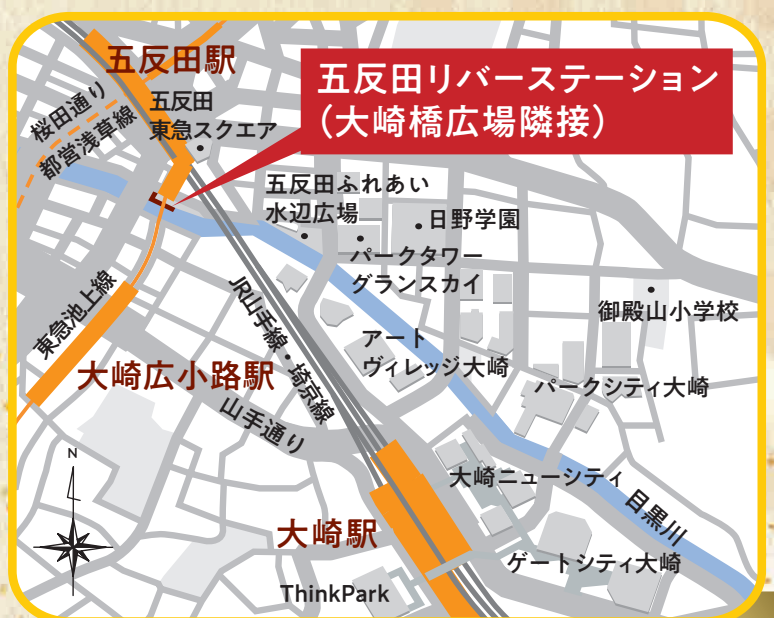 五反田駅
五反田リバーステーション
(大崎橋広場隣接)
桜田通り
都営浅草線
五反田
東急スクエア
五反田ふれあい
水辺広場
日野学園
パークタワー
グランスカイ
東急池上線
JR山手線・埼京線
御殿山小学校
アート
ヴィレッジ大崎
大崎広小路駅
パークシティ大崎
山手通り
N
大崎ニューシティ
目黒川
大崎駅
ゲートシティ大崎
ThinkPark